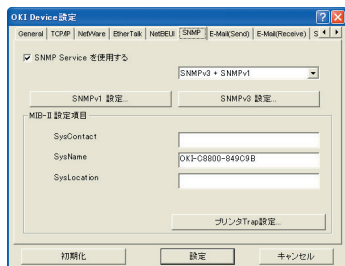 OKI Device設定
General TCP/IP NetWare EtherTalk NetBEUI SNMP E-Mail(Send) E-Mail(Receive) S
SNMP Service を使用する
SNMPv3 + SNMPv1
SNMPv1 設定... SNMPv3 設定...
MIB-II 設定項目
SysContact
SysName OKI-C8800-849C9B
SysLocation
プリンタTrap設定...
初期化 設定 キャンセル